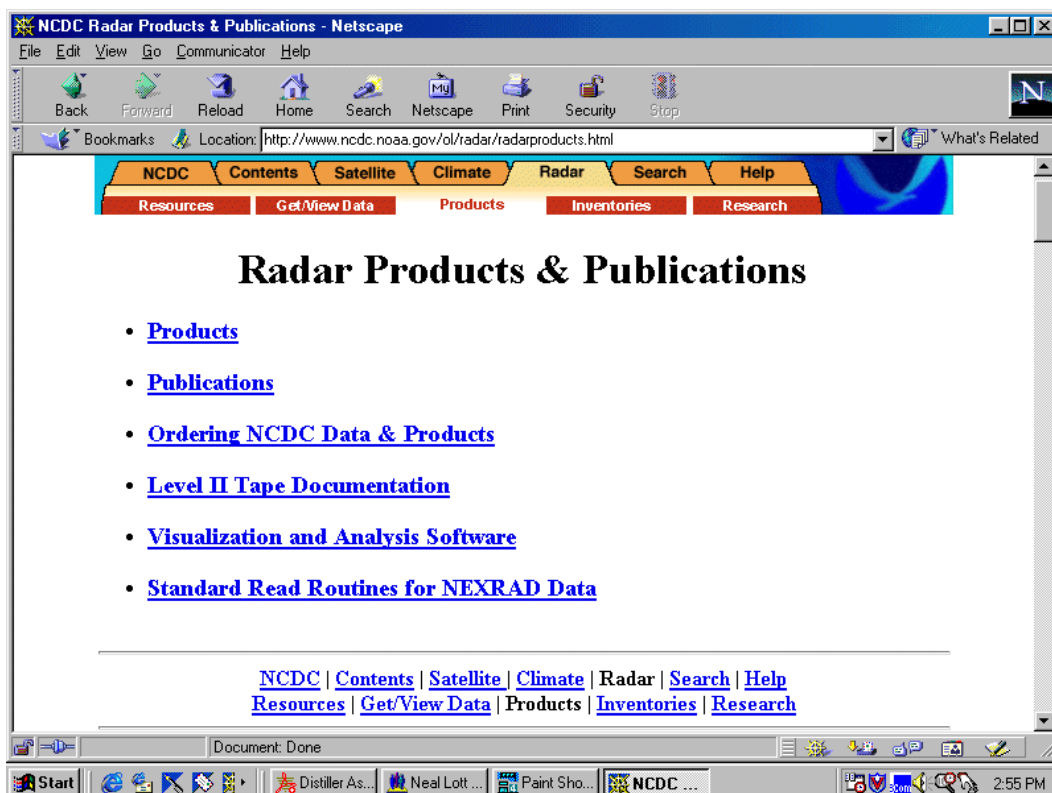 NCDC Radar Products & Publications - Netscape
File Edit View Go Communicator Help
My
N
Back Forward Reload Home Search Netscape Print Security Stop
Bookmarks Location: http://www.ncdc.noaa.gov/ol/radar/radarproducts.html What's Related
NCDC Contents Satellite Climate Radar Search Help
Resources Get/View Data Products Inventories Research
Radar Products & Publications
• Products
• Publications
• Ordering NCDC Data & Products
• Level II Tape Documentation
• Visualization and Analysis Software
• Standard Read Routines for NEXRAD Data
NCDC | Contents | Satellite | Climate | Radar | Search | Help
Resources | Get/View Data | Products | Inventories | Research
Document: Done
Start Distiller As... Neal Lott ... Paint Sho... NCDC ... .Com 2:55 PM